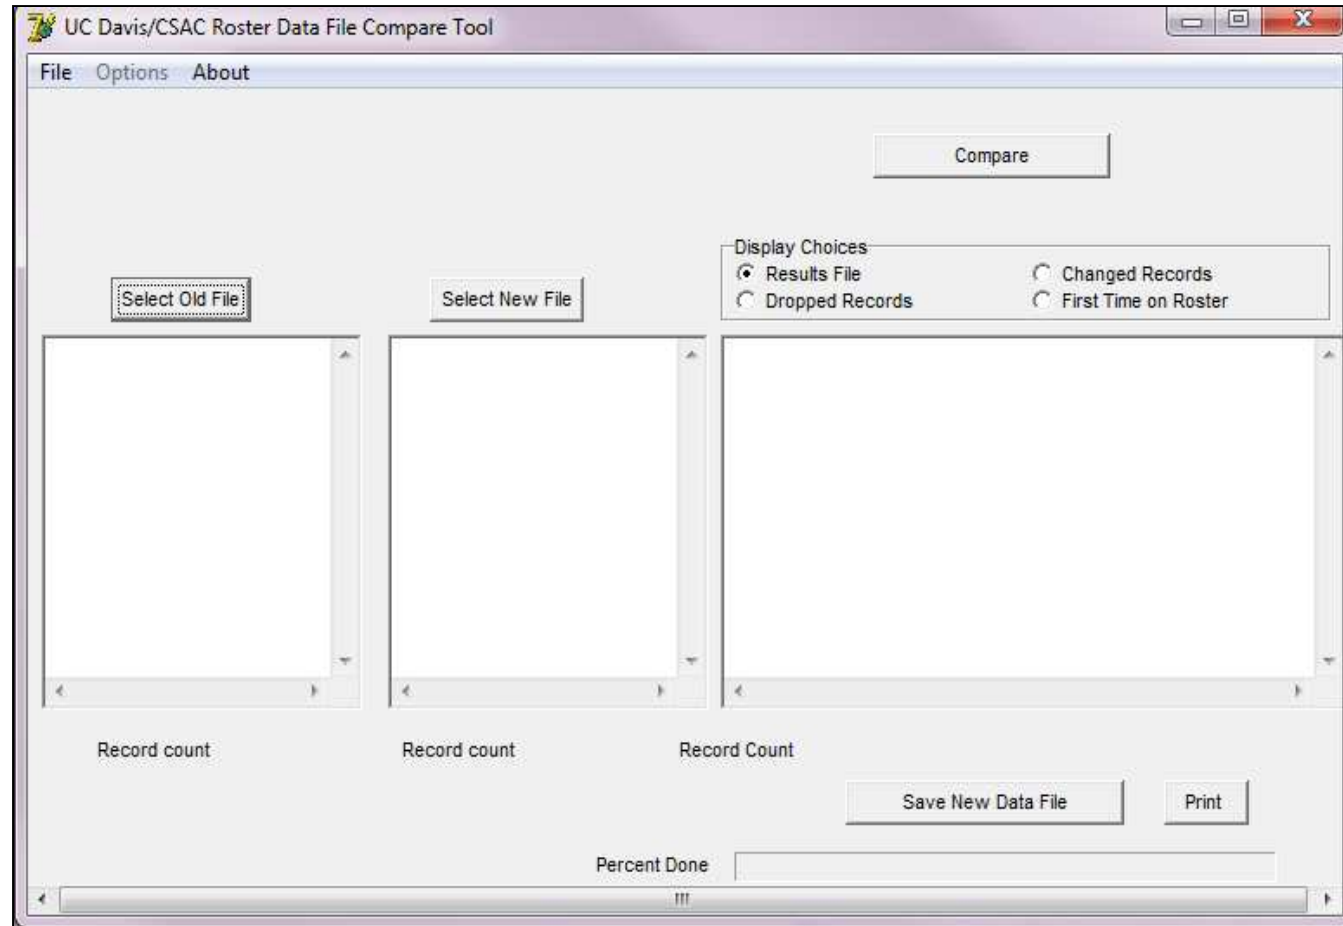 UC Davis/CSAC Roster Data File Compare Tool
File Options About
Compare
Display Choices
Results File Changed Records
Dropped Records First Time on Roster
Select Old File Select New File
Record count Record count Record Count
Save New Data File Print
Percent Done